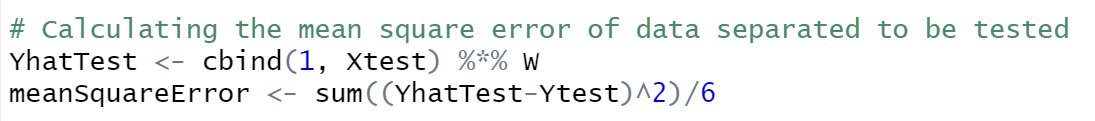 # Calculating the mean square error of data separated to be tested
YhatTest <- cbind(1, Xtest) %*% W
meanSquareError <- sum((YhatTest-Ytest)^2)/6